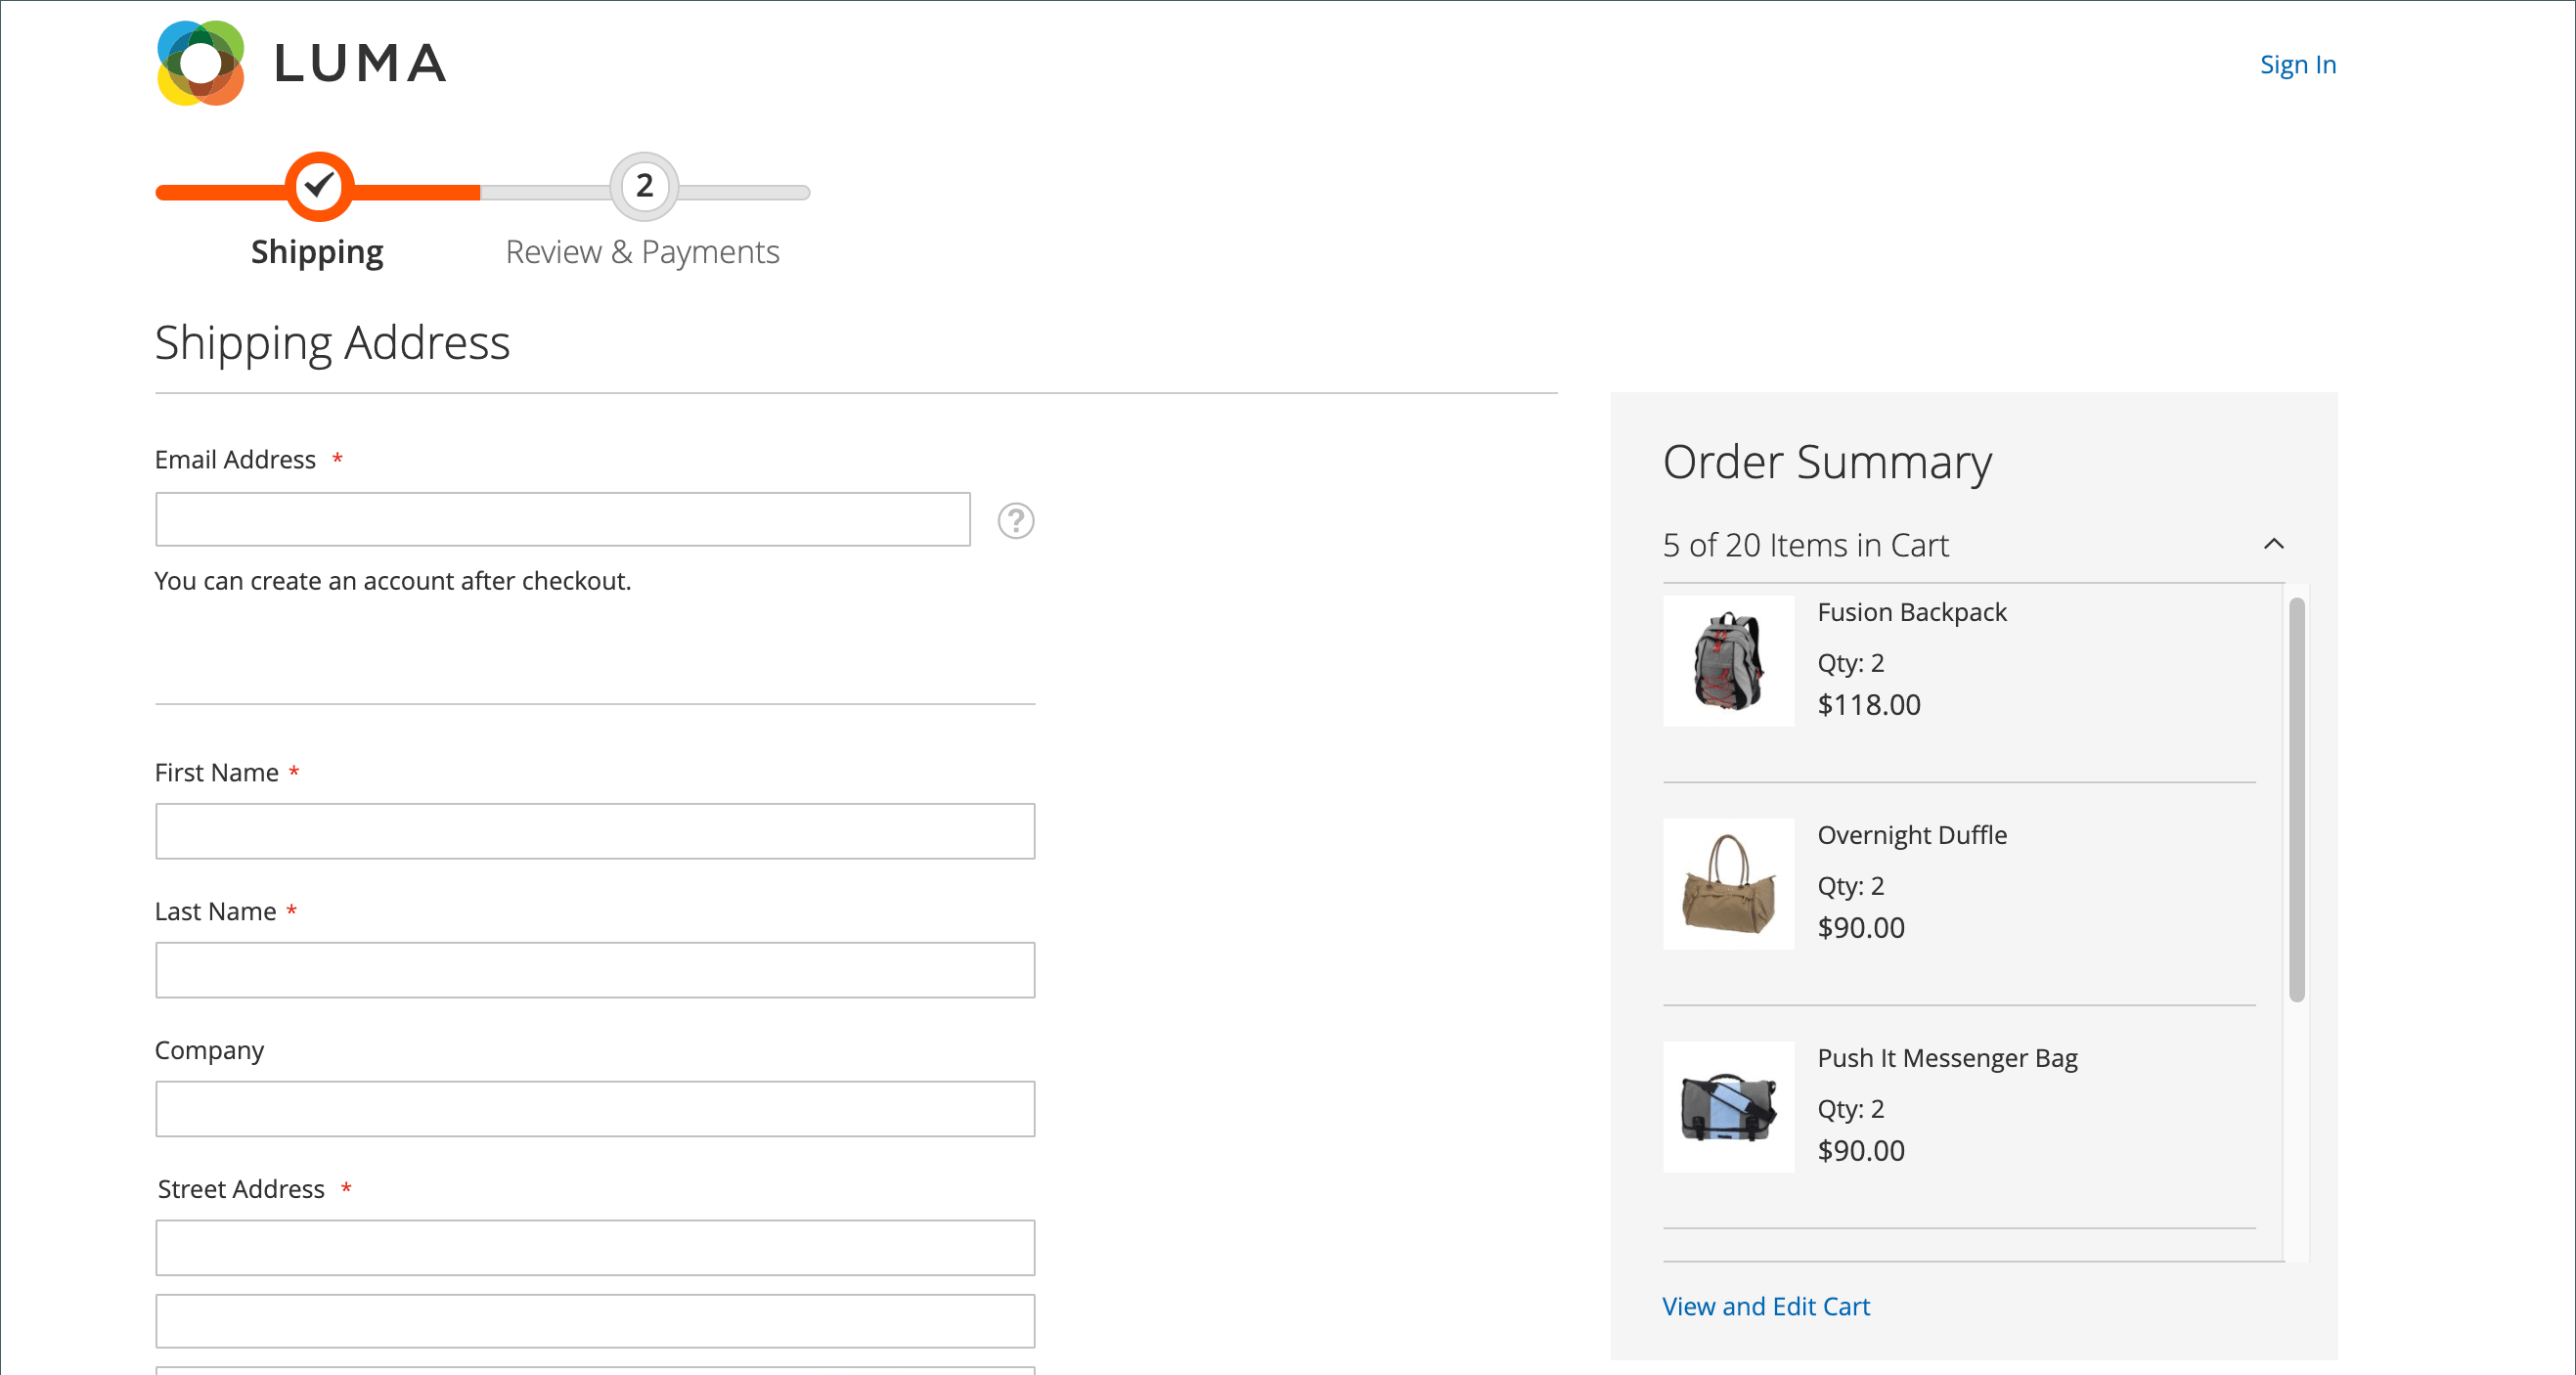 LUMA
Sign In
2
Shipping
Review & Payments
Shipping Address
Email Address *
?
You can create an account after checkout.
First Name *
Last Name *
Company
Street Address *
Order Summary
5 of 20 Items in Cart
Fusion Backpack
Qty: 2
$118.00
Overnight Duffle
Qty: 2
$90.00
Push It Messenger Bag
Qty: 2
$90.00
View and Edit Cart